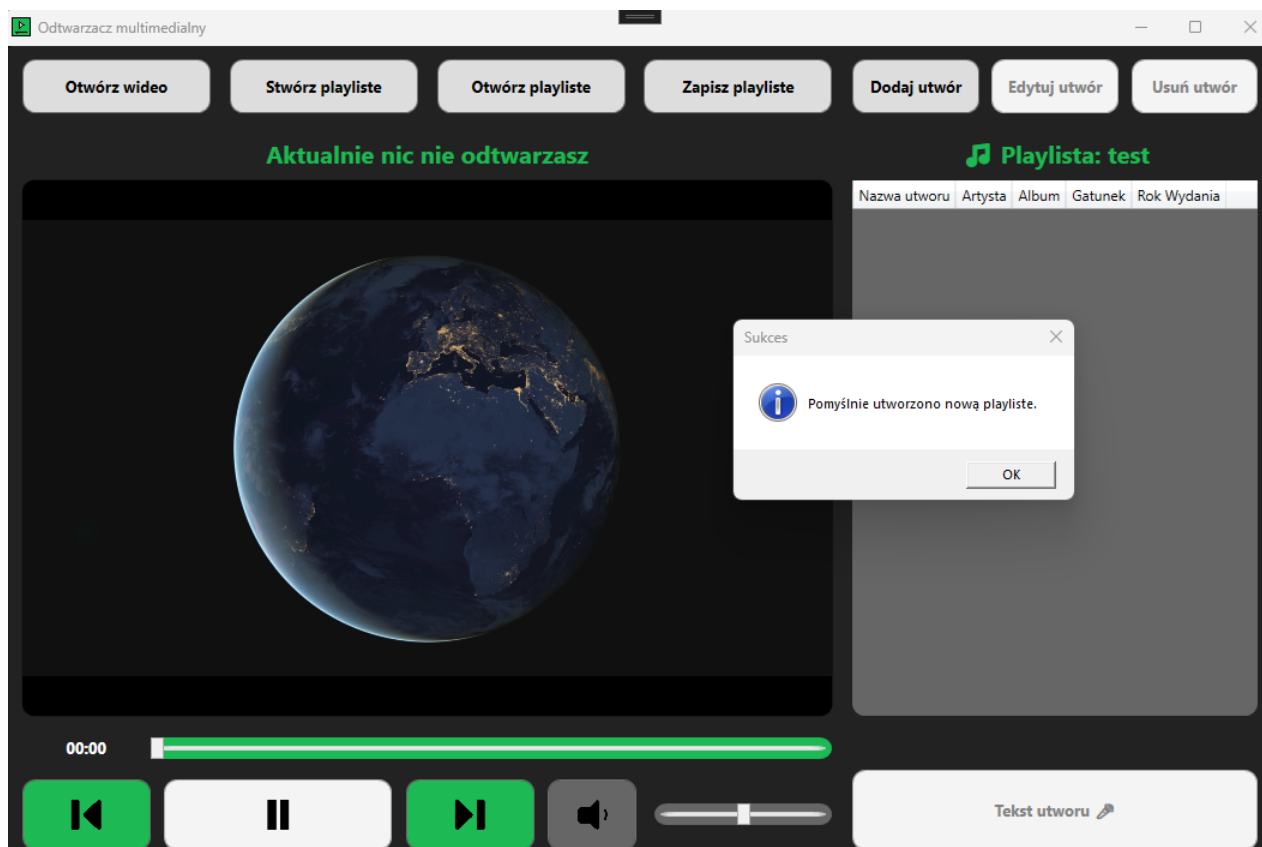 Odtwarzacz multimedialny
Otwórz wideo Stwórz playliste Otwórz playliste Zapisz playliste Dodaj utwór Edytuj utwór Usuń utwór
Aktualnie nic nie odtwarzasz
Playlista: test
Nazwa utworu Artysta Album Gatunek Rok Wydania
Sukces
Pomyślnie utworzono nową playliste.
OK
00:00
Tekst utworu